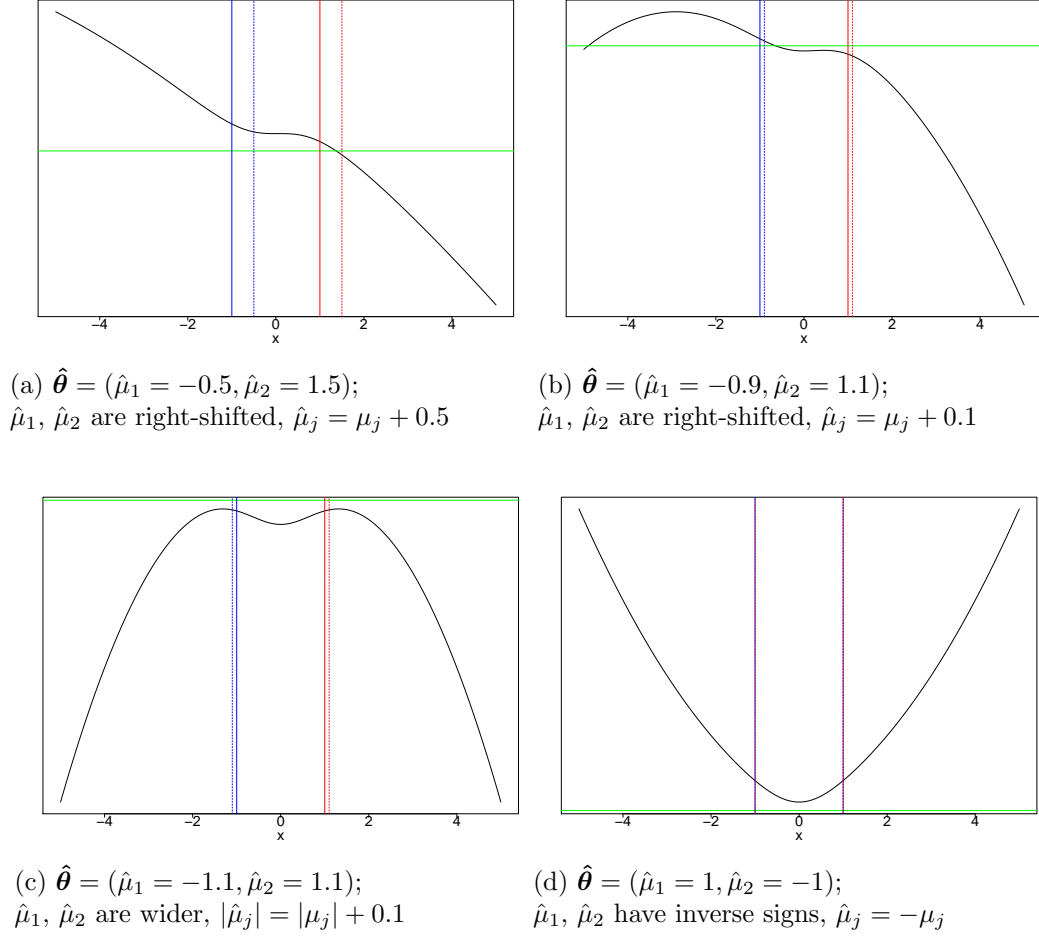 −4 −2 0 2 4
x
−4 −2 0 2 4
x
(a) θ̂ = (μ̂₁ = −0.5, μ̂₂ = 1.5);
μ̂₁, μ̂₂ are right-shifted, μ̂ⱼ = μⱼ + 0.5
(b) θ̂ = (μ̂₁ = −0.9, μ̂₂ = 1.1);
μ̂₁, μ̂₂ are right-shifted, μ̂ⱼ = μⱼ + 0.1
−4 −2 0 2 4
x
−4 −2 0 2 4
x
(c) θ̂ = (μ̂₁ = −1.1, μ̂₂ = 1.1);
μ̂₁, μ̂₂ are wider, |μ̂ⱼ| = |μⱼ| + 0.1
(d) θ̂ = (μ̂₁ = 1, μ̂₂ = −1);
μ̂₁, μ̂₂ have inverse signs, μ̂ⱼ = −μⱼ